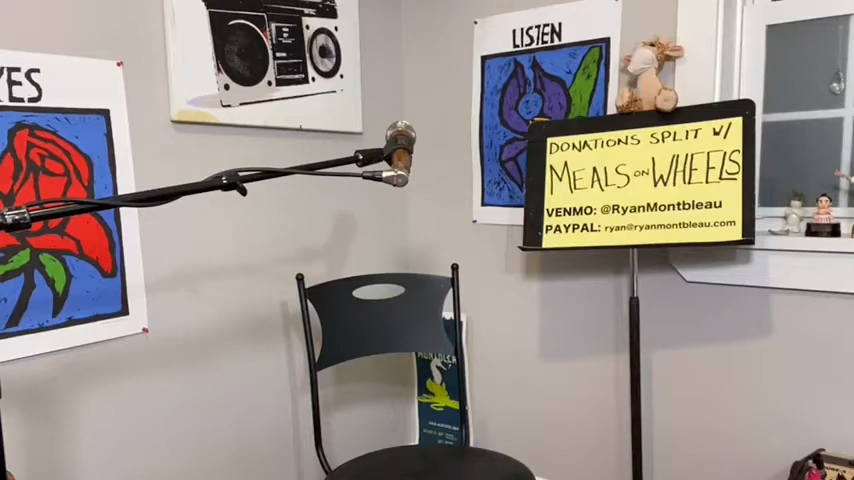 YES
LISTEN
DONATIONS SPLIT W/
MEALS ON WHEELS
VENMO: @RyanMontbleau
PAYPAL: ryan@ryanmontbleau.com